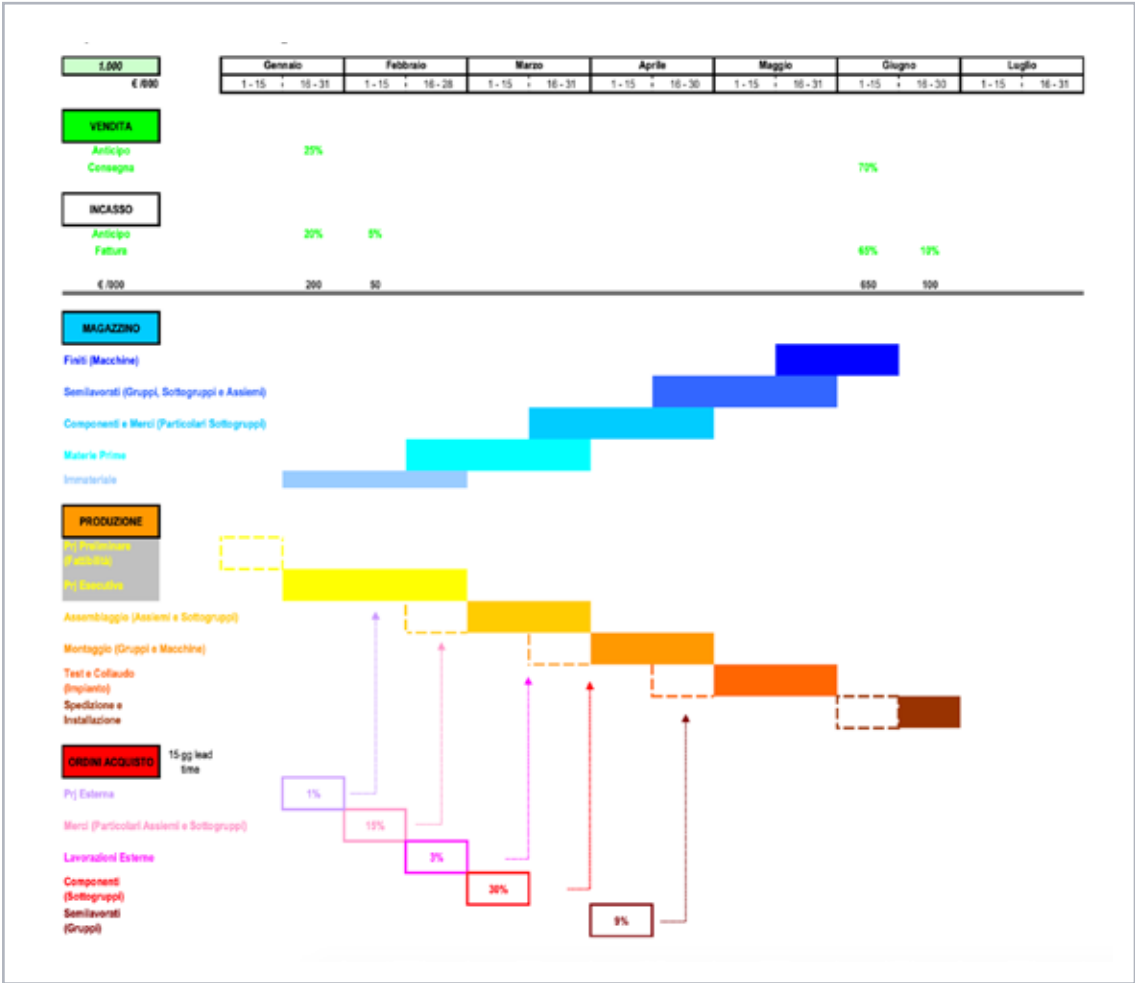 1.000
€ /000
Gennaio Febbraio Marzo Aprile Maggio Giugno Luglio
1 - 15 16 - 31 1 - 15 16 - 28 1 - 15 16 - 31 1 - 15 16 - 30 1 - 15 16 - 31 1 -15 16 - 30 1 - 15 16 - 31
VENDITA
Anticipo 25%
Consegna 70%
INCASSO
Anticipo 20% 5%
Fattura 65% 10%
€ /000 200 50 650 100
MAGAZZINO
Finiti (Macchine)
Semilavorati (Gruppi, Sottogruppi e Assiemi)
Componenti e Merci (Particolari Sottogruppi)
Materie Prime
Immateriale
PRODUZIONE
Prj Preliminare
(Fattibilità)
Prj Esecutiva
Assemblaggio (Assiemi e Sottogruppi)
Montaggio (Gruppi e Macchine)
Test e Collaudo
(Impianto)
Spedizione e
Installazione
ORDINI ACQUISTO 15 gg lead
time
Prj Esterna 1%
Merci (Particolari Assiemi e Sottogruppi) 15%
Lavorazioni Esterne 3%
Componenti
(Sottogruppi) 30%
Semilavorati
(Gruppi) 9%